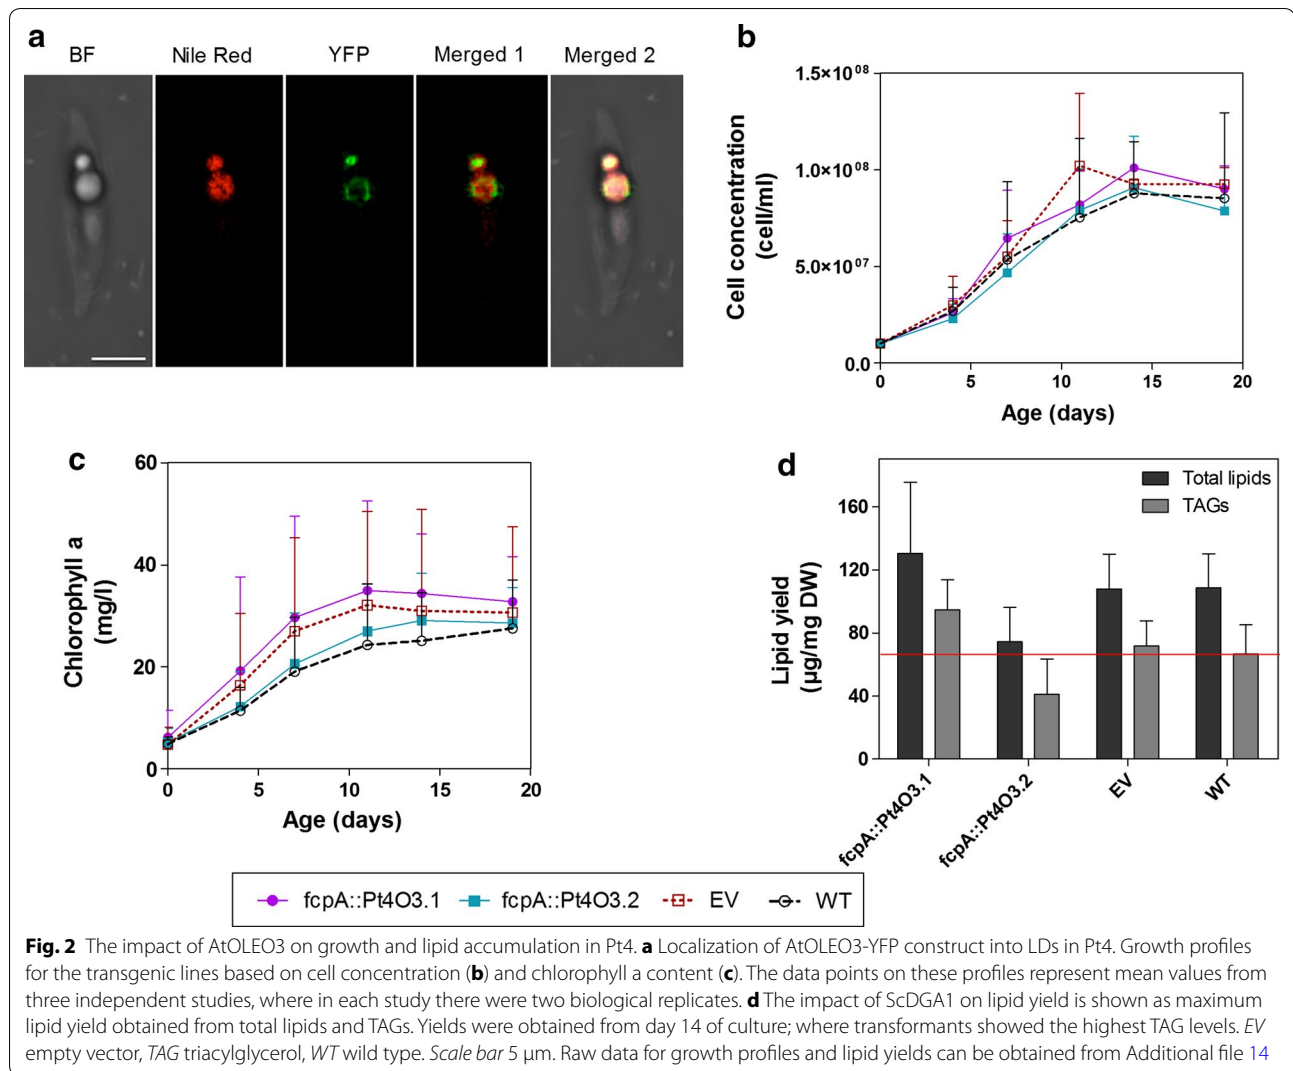 a
BF
Nile Red
YFP
Merged 1
Merged 2
b
1.5×10⁰⁸
1.0×10⁰⁸
5.0×10⁰⁷
0.0
Cell concentration
(cell/ml)
0 5 10 15 20
Age (days)
c
60
40
20
0
Chlorophyll a
(mg/l)
0 5 10 15 20
Age (days)
d
Total lipids
TAGs
160
120
80
40
0
Lipid yield
(µg/mg DW)
fcpA::Pt4O3.1
fcpA::Pt4O3.2
EV
WT
fcpA::Pt4O3.1 fcpA::Pt4O3.2 EV WT
Fig. 2 The impact of AtOLEO3 on growth and lipid accumulation in Pt4. a Localization of AtOLEO3-YFP construct into LDs in Pt4. Growth profiles
for the transgenic lines based on cell concentration (b) and chlorophyll a content (c). The data points on these profiles represent mean values from
three independent studies, where in each study there were two biological replicates. d The impact of ScDGA1 on lipid yield is shown as maximum
lipid yield obtained from total lipids and TAGs. Yields were obtained from day 14 of culture; where transformants showed the highest TAG levels. EV
empty vector, TAG triacylglycerol, WT wild type. Scale bar 5 µm. Raw data for growth profiles and lipid yields can be obtained from Additional file 14